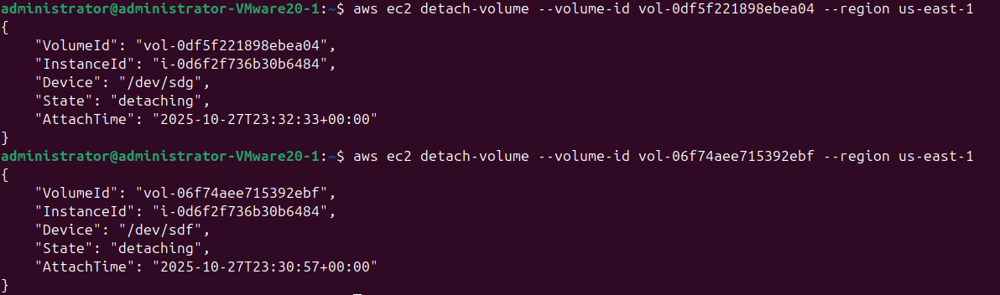 administrator@administrator-VMware20-1:~$ aws ec2 detach-volume --volume-id vol-0df5f221898ebea04 --region us-east-1
{
    "VolumeId": "vol-0df5f221898ebea04",
    "InstanceId": "i-0d6f2f736b30b6484",
    "Device": "/dev/sdg",
    "State": "detaching",
    "AttachTime": "2025-10-27T23:32:33+00:00"
}
administrator@administrator-VMware20-1:~$ aws ec2 detach-volume --volume-id vol-06f74aee715392ebf --region us-east-1
{
    "VolumeId": "vol-06f74aee715392ebf",
    "InstanceId": "i-0d6f2f736b30b6484",
    "Device": "/dev/sdf",
    "State": "detaching",
    "AttachTime": "2025-10-27T23:30:57+00:00"
}